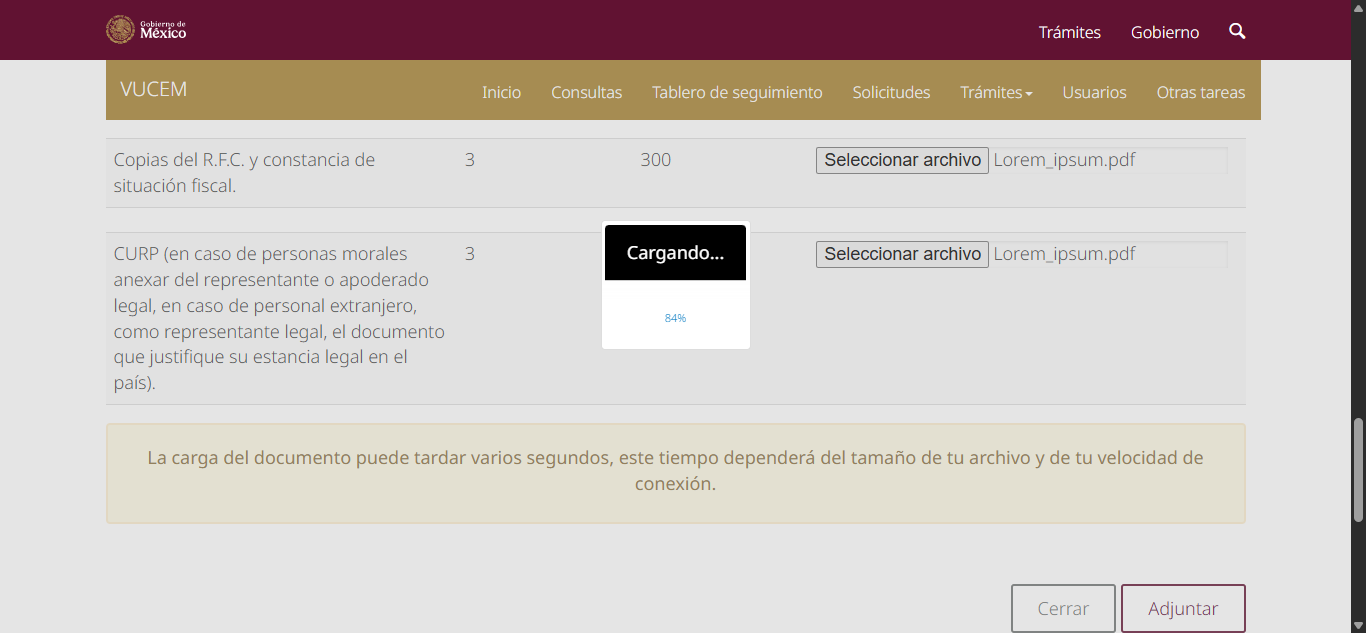 Gobierno de
México
Trámites
Gobierno
VUCEM
Inicio
Consultas
Tablero de seguimiento
Solicitudes
Trámites
Usuarios
Otras tareas
Copias del R.F.C. y constancia de
situación fiscal.
3
300
Seleccionar archivo
Lorem_ipsum.pdf
CURP (en caso de personas morales
anexar del representante o apoderado
legal, en caso de personal extranjero,
como representante legal, el documento
que justifique su estancia legal en el
país).
3
Seleccionar archivo
Lorem_ipsum.pdf
Cargando...
84%
La carga del documento puede tardar varios segundos, este tiempo dependerá del tamaño de tu archivo y de tu velocidad de
conexión.
Cerrar
Adjuntar